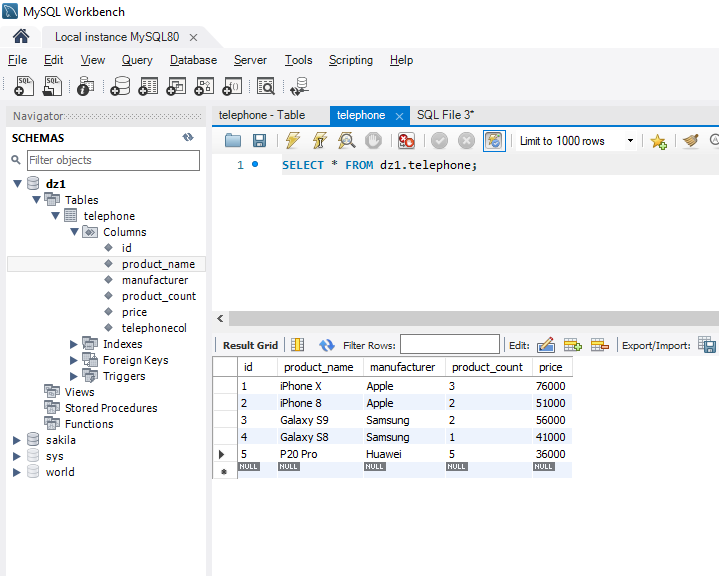 MySQL Workbench
Local instance MySQL80
File Edit View Query Database Server Tools Scripting Help
Navigator
SCHEMAS
Filter objects
dz1
Tables
telephone
Columns
id
product_name
manufacturer
product_count
price
telephonecol
Indexes
Foreign Keys
Triggers
Views
Stored Procedures
Functions
sakila
sys
world
telephone - Table telephone SQL File 3*
Limit to 1000 rows
1 SELECT * FROM dz1.telephone;
Result Grid Filter Rows: Edit: Export/Import:
id product_name manufacturer product_count price
1 iPhone X Apple 3 76000
2 iPhone 8 Apple 2 51000
3 Galaxy S9 Samsung 2 56000
4 Galaxy S8 Samsung 1 41000
5 P20 Pro Huawei 5 36000
NULL NULL NULL NULL NULL